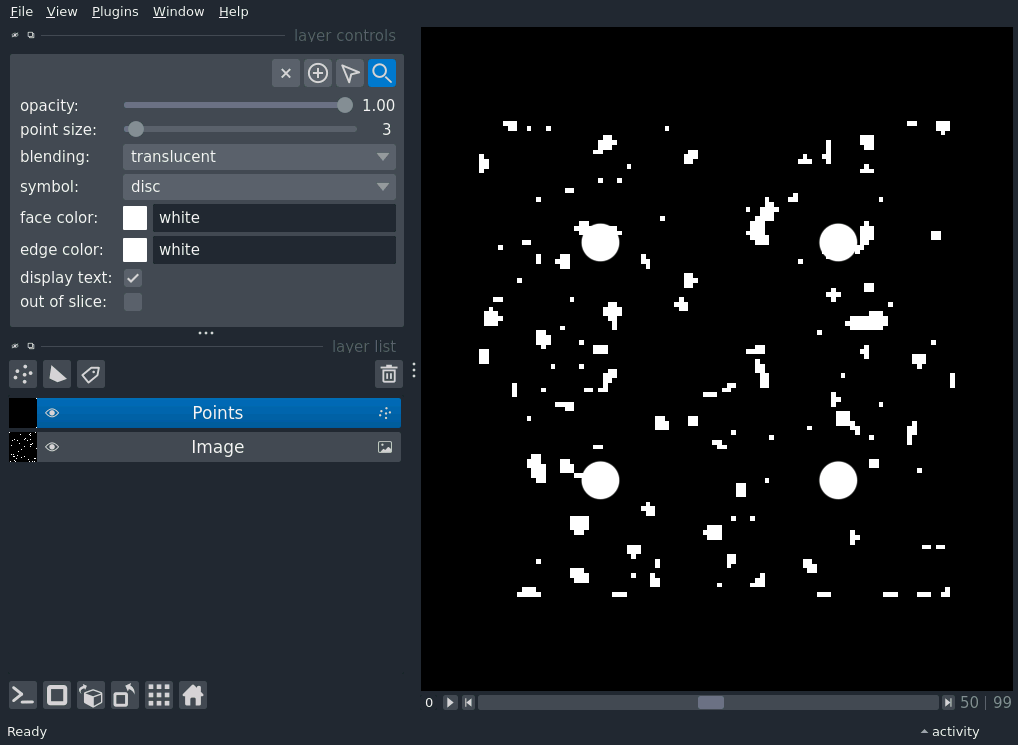 File View Plugins Window Help
layer controls
opacity: 1.00
point size: 3
blending: translucent
symbol: disc
face color: white
edge color: white
display text:
out of slice:
layer list
Points
Image
0 50 | 99
Ready activity